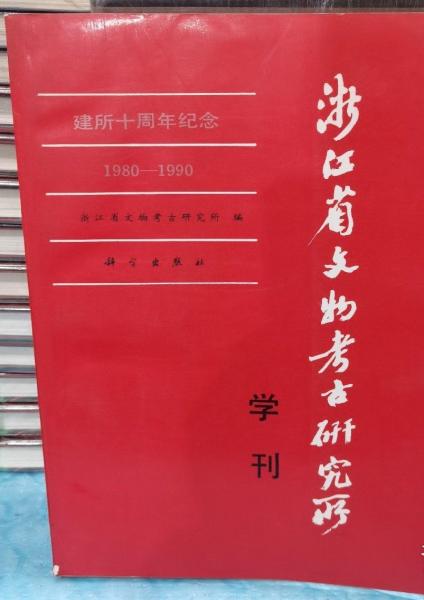 建所十周年纪念
1980—1990
浙江省文物考古研究所 编
科学出版社
浙江省文物考古研究所
学刊